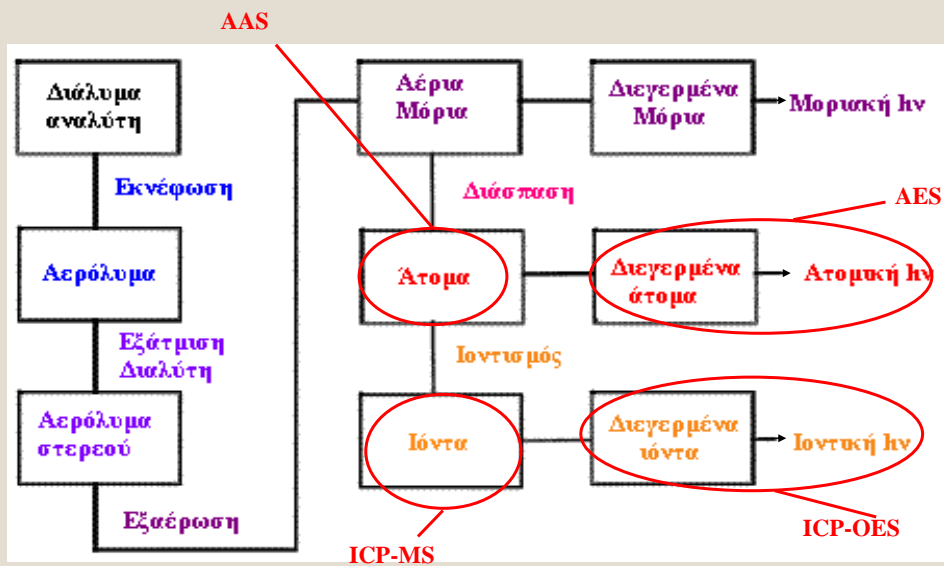 AAS
Διάλυμα
αναλύτη
Εκνέφωση
Αερόλυμα
Εξάτμιση
Διαλύτη
Αερόλυμα
στερεού
Εξαέρωση
Αέρια
Μόρια
Διεγερμένα
Μόρια
Μοριακή hν
Διάσπαση
AES
Άτομα
Διεγερμένα
άτομα
Ατομική hν
Ιοντισμός
Ιόντα
Διεγερμένα
ιόντα
Ιοντική hν
ICP-OES
ICP-MS